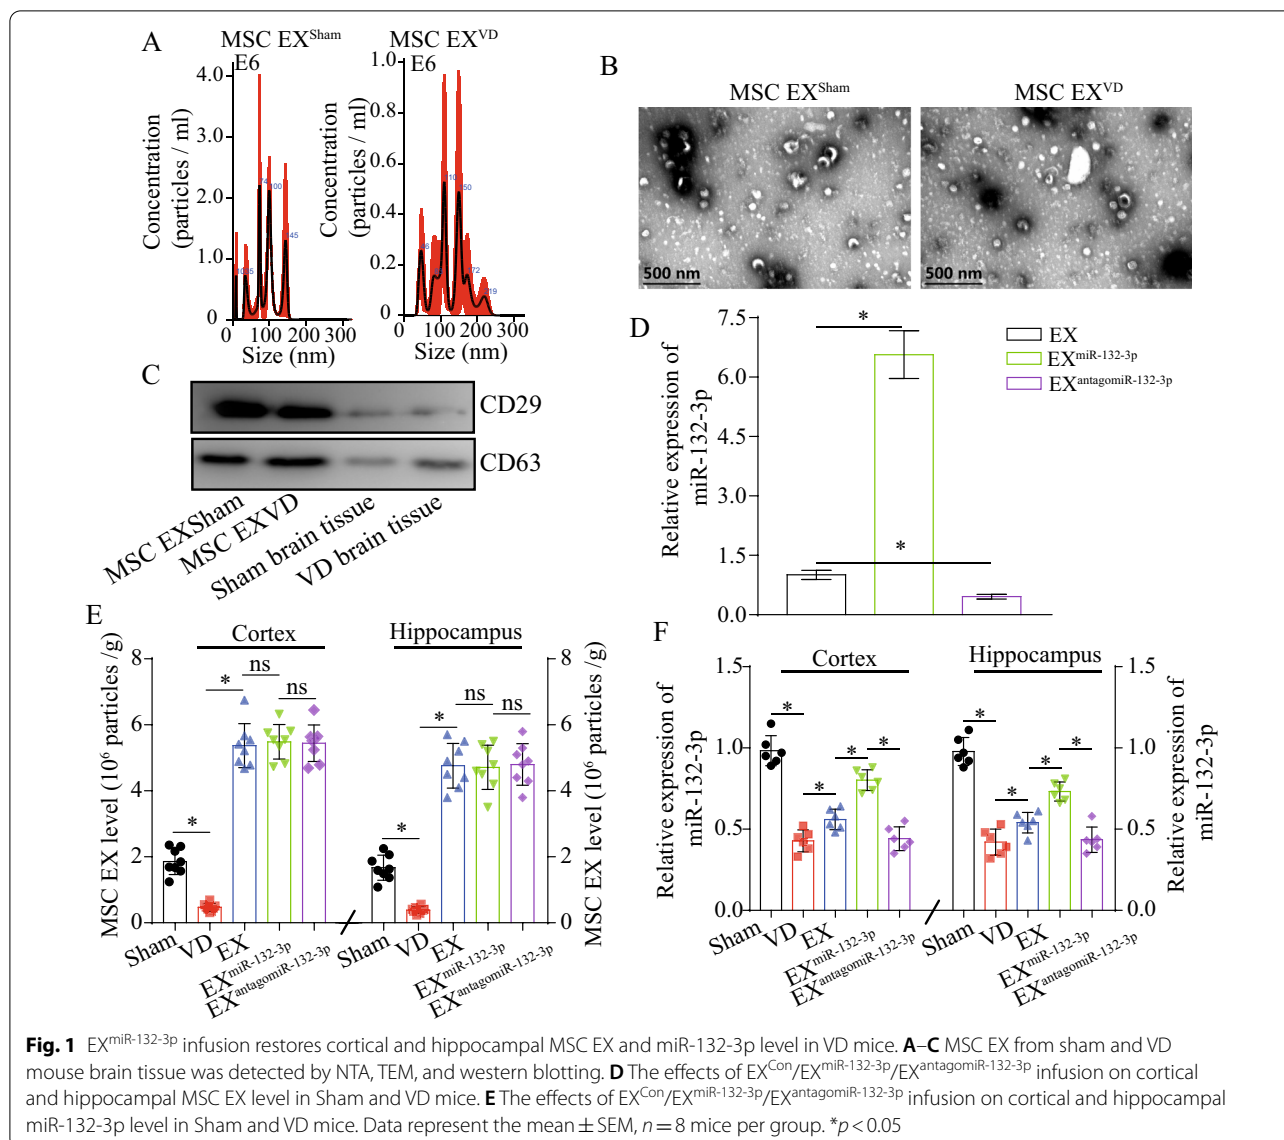 A
MSC EX^Sham
MSC EX^VD
E6
E6
Concentration
(particles / ml)
4.0
3.0
2.0
1.0
0
74
100
45
0 100 200 300
Size (nm)
Concentration
(particles / ml)
1.0
0.8
0.6
0.4
0.2
0
50
72
19
0 100 200 300
Size (nm)
B
MSC EX^Sham
MSC EX^VD
500 nm
500 nm
C
CD29
CD63
MSC EXSham
MSC EXVD
Sham brain tissue
VD brain tissue
D
Relative expression of
miR-132-3p
7.5
6.0
4.5
3.0
1.5
0.0
*
*
EX
EX^miR-132-3p
EX^antagomiR-132-3p
E
Cortex
Hippocampus
MSC EX level (10^6 particles /g)
8
6
4
2
0
* * ns ns
* * ns ns
8
6
4
2
0
MSC EX level (10^6 particles /g)
Sham
VD
EX
EX^miR-132-3p
EX^antagomiR-132-3p
Sham
VD
EX
EX^miR-132-3p
EX^antagomiR-132-3p
F
Cortex
Hippocampus
Relative expression of
miR-132-3p
1.5
1.0
0.5
0.0
* * * *
* * * *
1.5
1.0
0.5
0.0
Relative expression of
miR-132-3p
Sham
VD
EX
EX^miR-132-3p
EX^antagomiR-132-3p
Sham
VD
EX
EX^miR-132-3p
EX^antagomiR-132-3p
Fig. 1 EX^miR-132-3p infusion restores cortical and hippocampal MSC EX and miR-132-3p level in VD mice. A–C MSC EX from sham and VD
mouse brain tissue was detected by NTA, TEM, and western blotting. D The effects of EX^Con/EX^miR-132-3p/EX^antagomiR-132-3p infusion on cortical
and hippocampal MSC EX level in Sham and VD mice. E The effects of EX^Con/EX^miR-132-3p/EX^antagomiR-132-3p infusion on cortical and hippocampal
miR-132-3p level in Sham and VD mice. Data represent the mean ± SEM, n = 8 mice per group. *p < 0.05